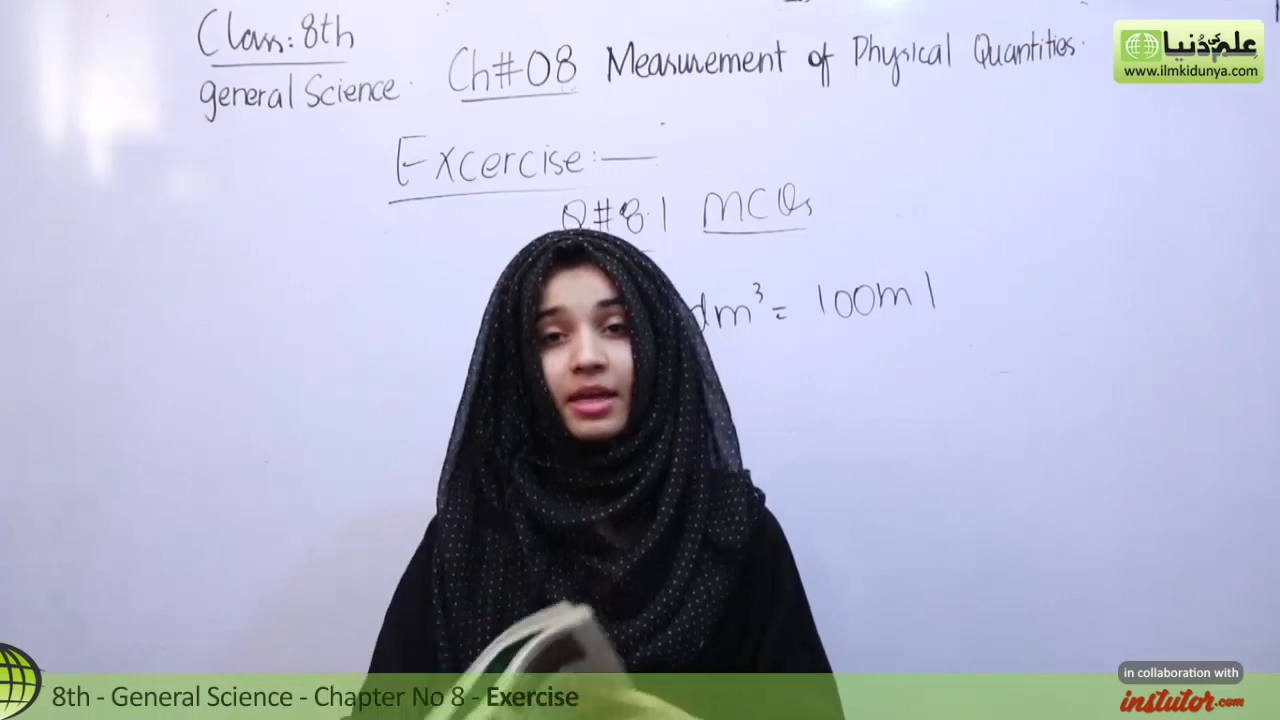 Class: 8th
general Science. Ch#08 Measurement of Physical Quantities.
Excercise:—
Q#8.1 MCQs
dm³ = 100ml
علم کی دنیا
www.ilmkidunya.com
in collaboration with
instutor.com
8th - General Science - Chapter No 8 - Exercise